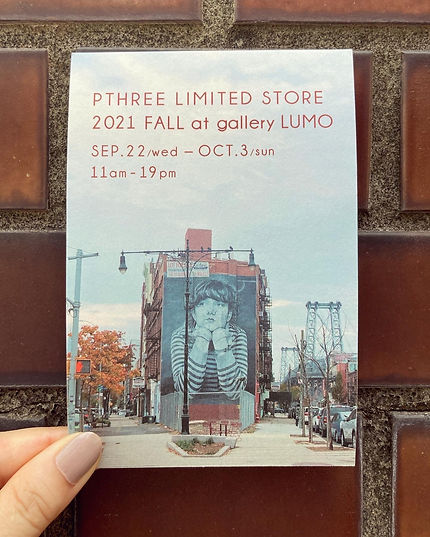 PTHREE LIMITED STORE
2021 FALL at gallery LUMO
SEP.22/wed – OCT.3/sun
11am-19pm